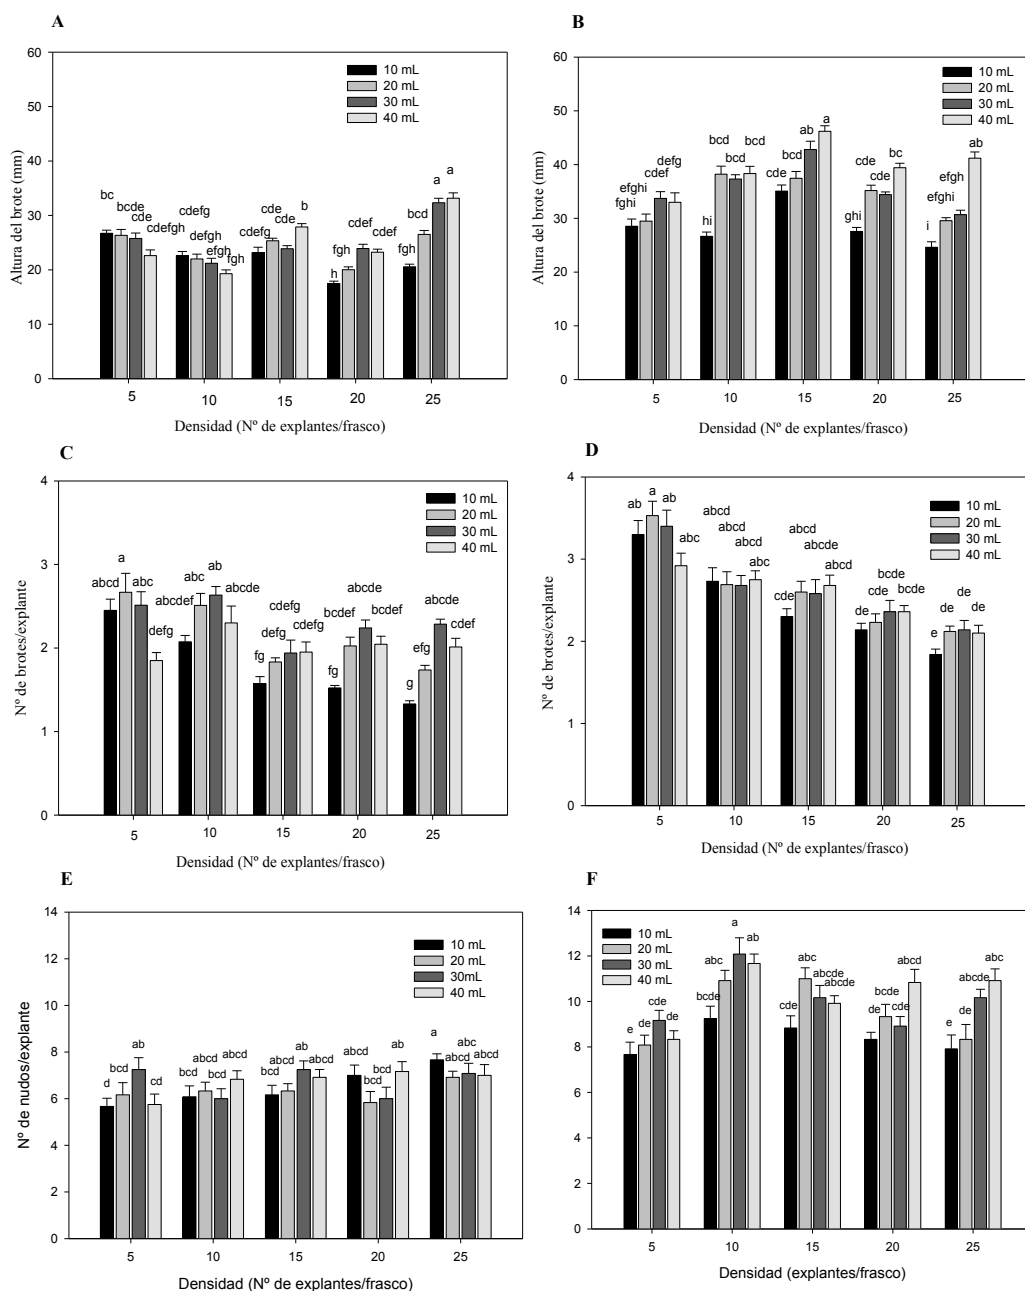 A
60
50
40
30
20
10
0
Altura del brote (mm)
10 mL
20 mL
30 mL
40 mL
bc
bcde
cde
cdefgh
cdefg
defgh
efgh
fgh
cdefg
cde
cde
b
h
fgh
cdef
cdef
fgh
bcd
a
a
5
10
15
20
25
Densidad (Nº de explantes/frasco)
B
60
50
40
30
20
10
0
Altura del brote (mm)
10 mL
20 mL
30 mL
40 mL
fghi
efghi
cdef
defg
hi
bcd
bcd
bcd
cde
bcd
ab
a
ghi
cde
cde
bc
i
efghi
efgh
ab
5
10
15
20
25
Densidad (Nº de explantes/frasco)
C
4
3
2
1
0
Nº de brotes/explante
10 mL
20 mL
30 mL
40 mL
abcd
a
abc
defg
abcdef
abc
ab
abcde
fg
defg
cdefg
cdefg
fg
bcdef
abcde
bcdef
g
efg
abcde
cdef
5
10
15
20
25
Densidad (Nº de explantes/frasco)
D
4
3
2
1
0
Nº de brotes/explante
10 mL
20 mL
30 mL
40 mL
ab
a
ab
abc
abcd
abcd
abcd
abc
cde
abcd
abcde
abcd
de
cde
bcde
bcde
e
de
de
de
5
10
15
20
25
Densidad (Nº de explantes/frasco)
E
14
12
10
8
6
4
2
0
Nº de nudos/explante
10 mL
20 mL
30mL
40 mL
d
bcd
ab
cd
bcd
abcd
bcd
abcd
bcd
abcd
ab
abcd
abcd
bcd
bcd
ab
a
abcd
abcd
abcd
5
10
15
20
25
Densidad (Nº de explantes/frasco)
F
14
12
10
8
6
4
2
0
10 mL
20 mL
30 mL
40 mL
e
de
cde
de
bcde
abc
a
ab
cde
abc
abcde
abcde
de
bcde
cde
abcd
e
de
abcde
abc
5
10
15
20
25
Densidad (explantes/frasco)